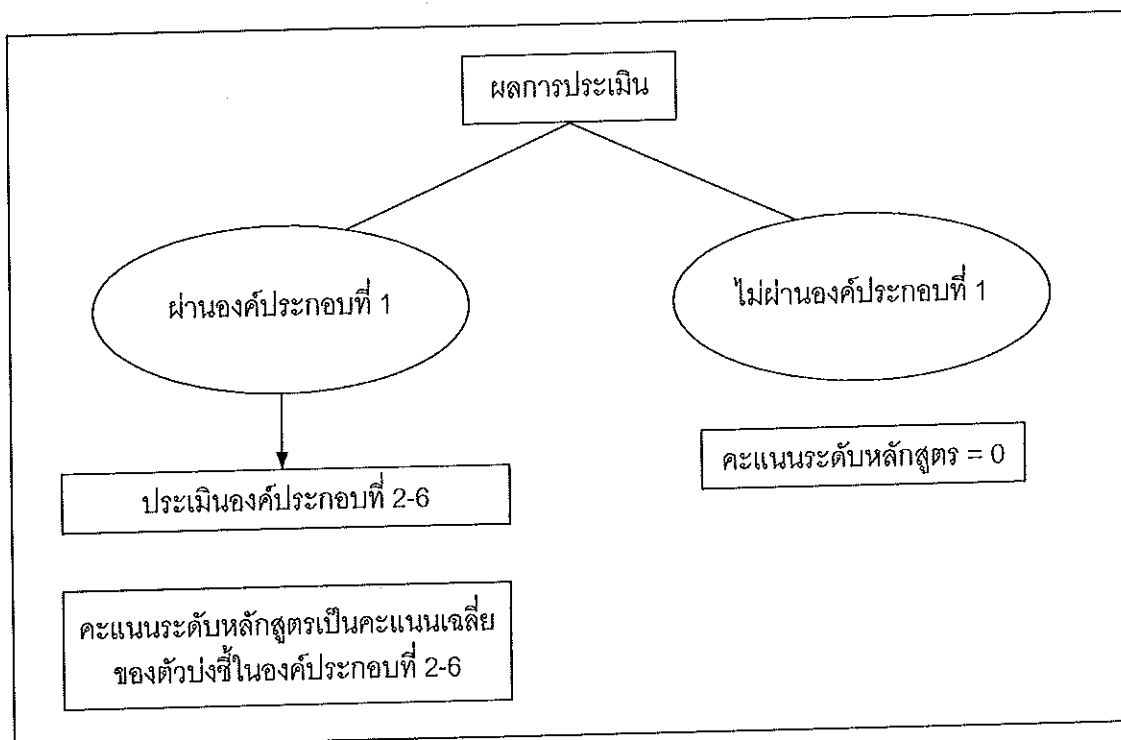 ผลการประเมิน
ผ่านองค์ประกอบที่ 1
ไม่ผ่านองค์ประกอบที่ 1
คะแนนระดับหลักสูตร = 0
ประเมินองค์ประกอบที่ 2-6
คะแนนระดับหลักสูตรเป็นคะแนนเฉลี่ย
ของตัวบ่งชี้ในองค์ประกอบที่ 2-6